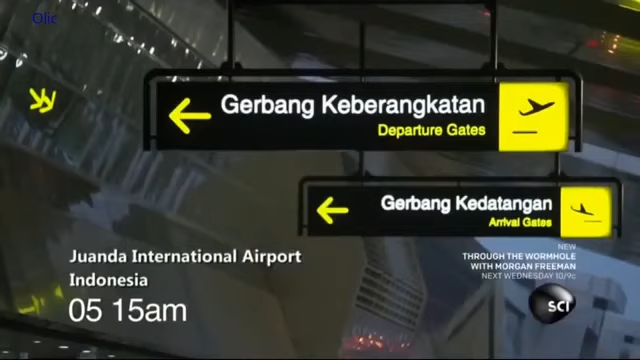 Olic
Gerbang Keberangkatan
Departure Gates
Gerbang Kedatangan
Arrival Gates
Juanda International Airport
Indonesia
05 15am
NEW
THROUGH THE WORMHOLE
WITH MORGAN FREEMAN
NEXT WEDNESDAY 10/9c
SCI